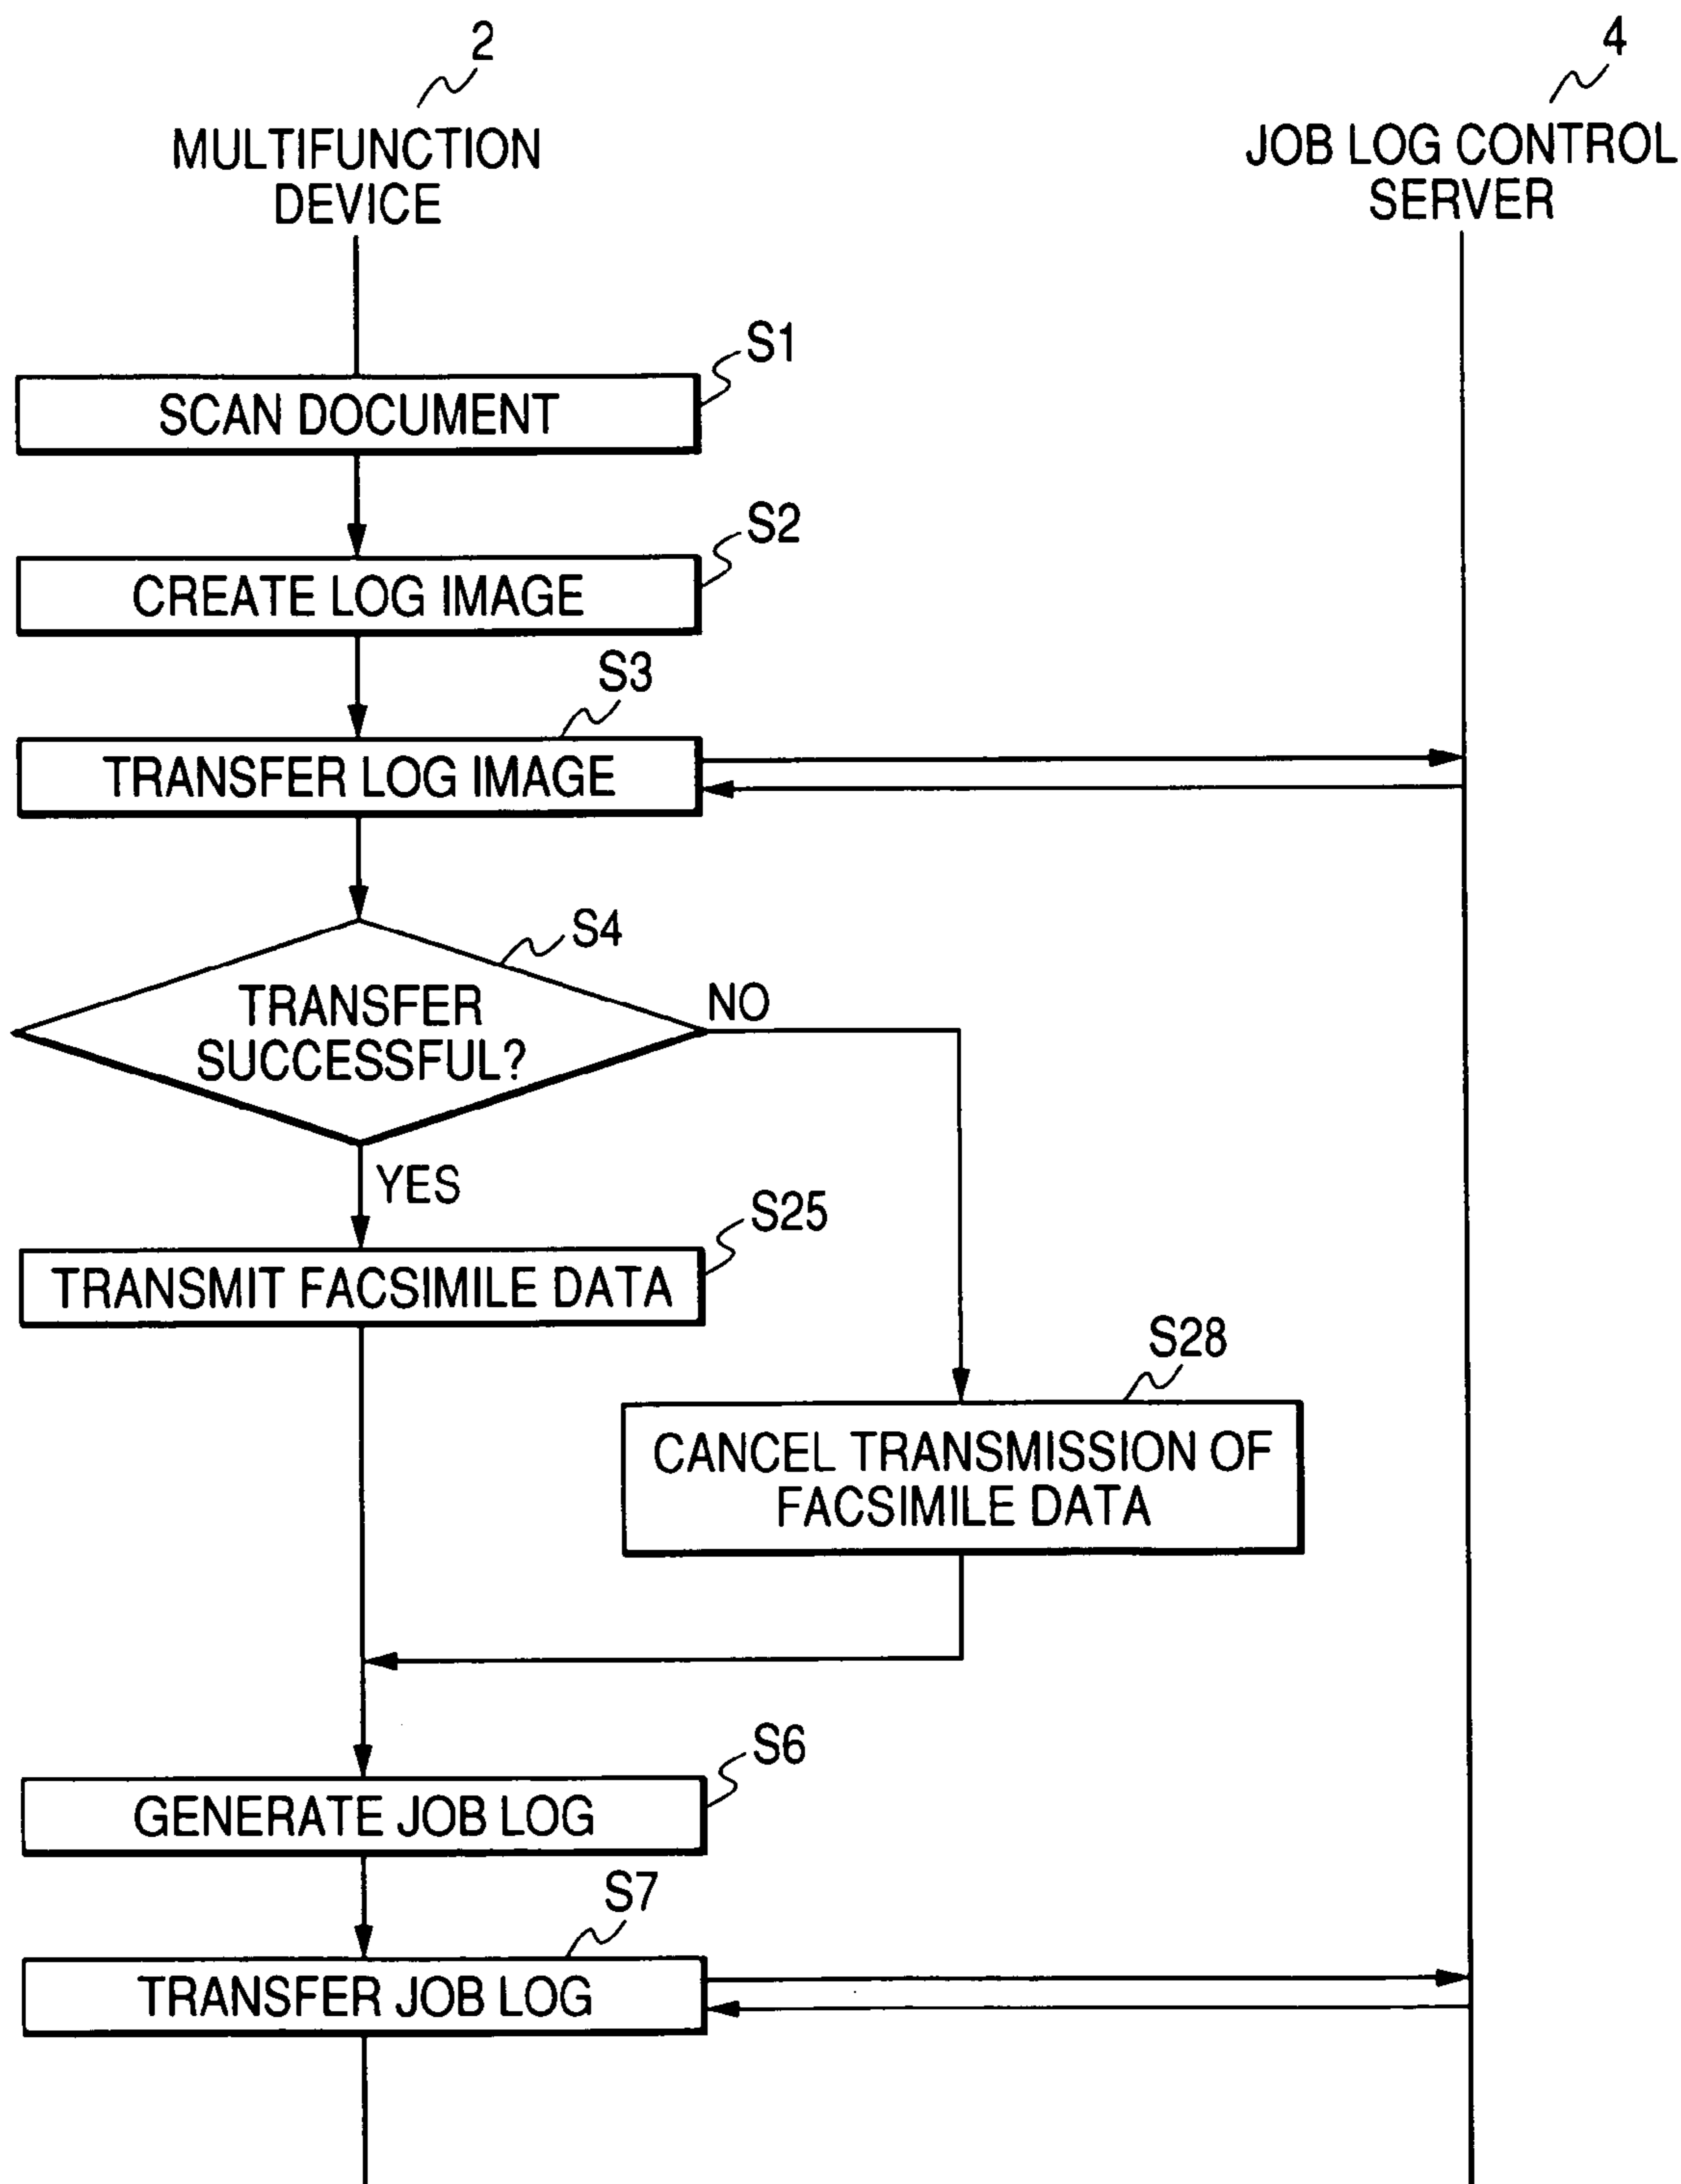 2
MULTIFUNCTION
DEVICE
4
JOB LOG CONTROL
SERVER
S1
SCAN DOCUMENT
S2
CREATE LOG IMAGE
S3
TRANSFER LOG IMAGE
S4
TRANSFER
SUCCESSFUL?
NO
YES
S25
TRANSMIT FACSIMILE DATA
S28
CANCEL TRANSMISSION OF
FACSIMILE DATA
S6
GENERATE JOB LOG
S7
TRANSFER JOB LOG